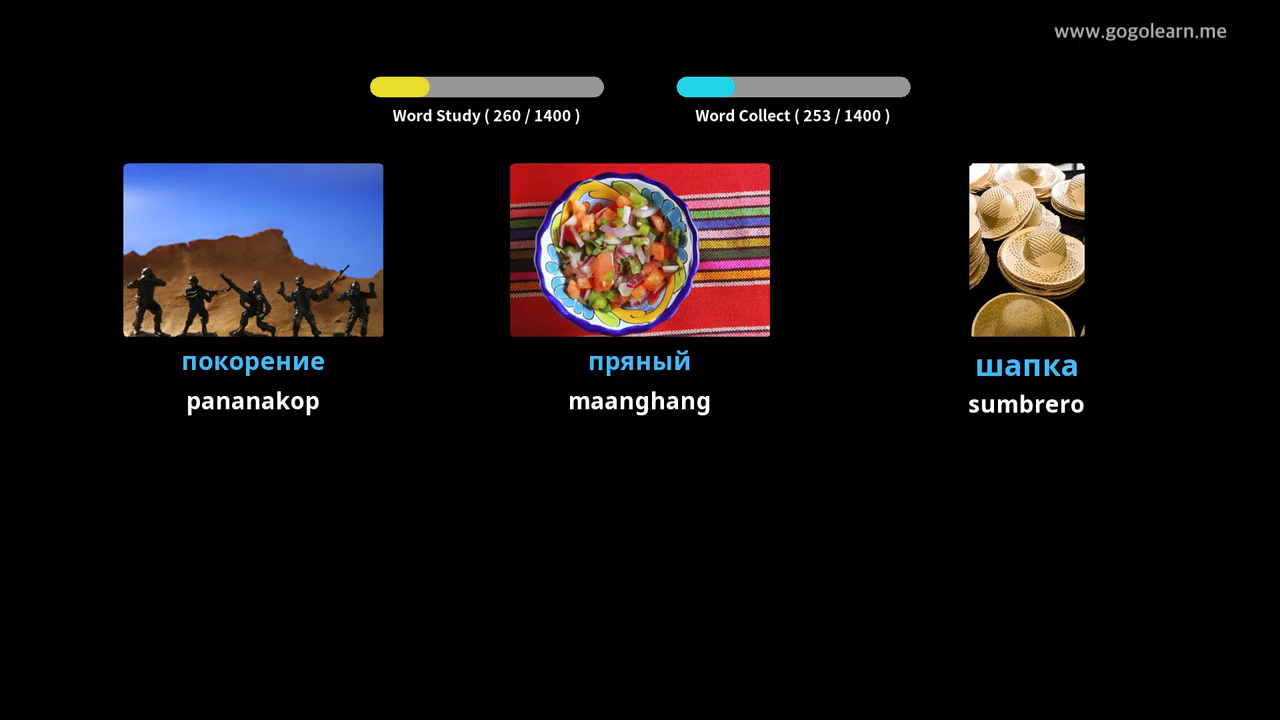 www.gogolearn.me
Word Study ( 260 / 1400 )
Word Collect ( 253 / 1400 )
покорение
pananakop
пряный
maanghang
шапка
sumbrero